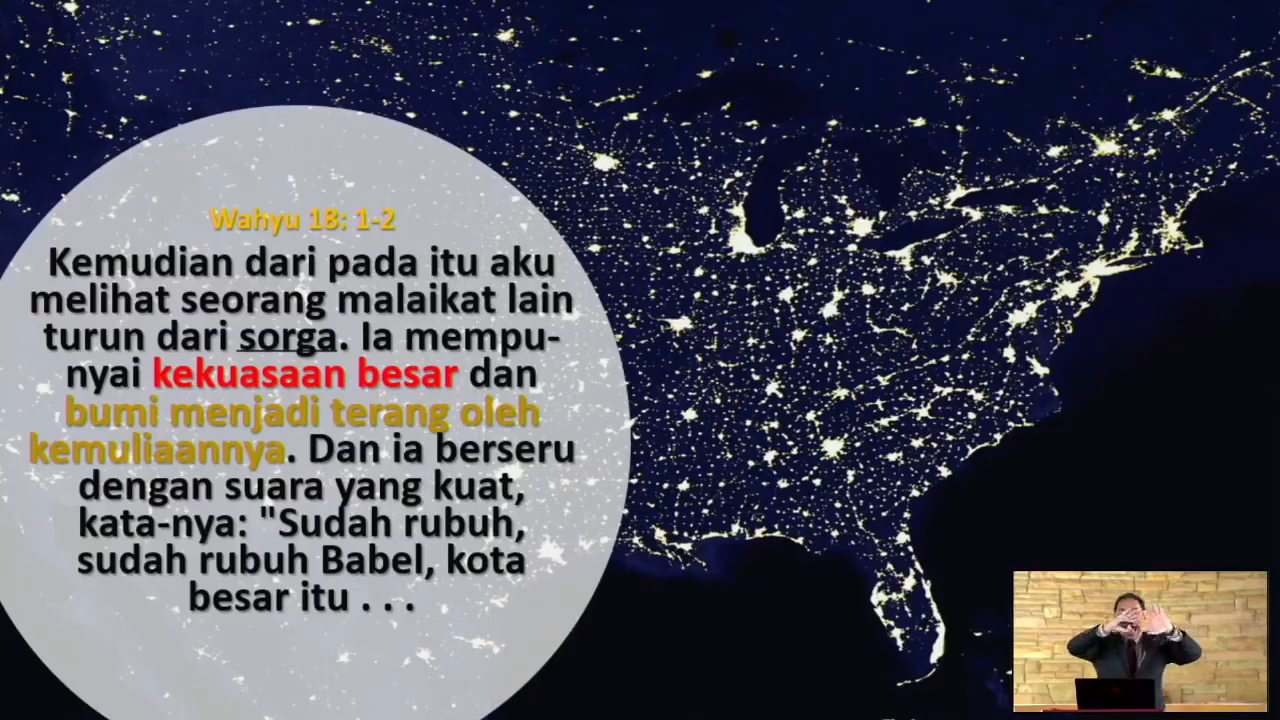 Wahyu 18: 1-2
Kemudian dari pada itu aku
melihat seorang malaikat lain
turun dari sorga. Ia mempu-
nyai kekuasaan besar dan
bumi menjadi terang oleh
kemuliaannya. Dan ia berseru
dengan suara yang kuat,
kata-nya: "Sudah rubuh,
sudah rubuh Babel, kota
besar itu . . .